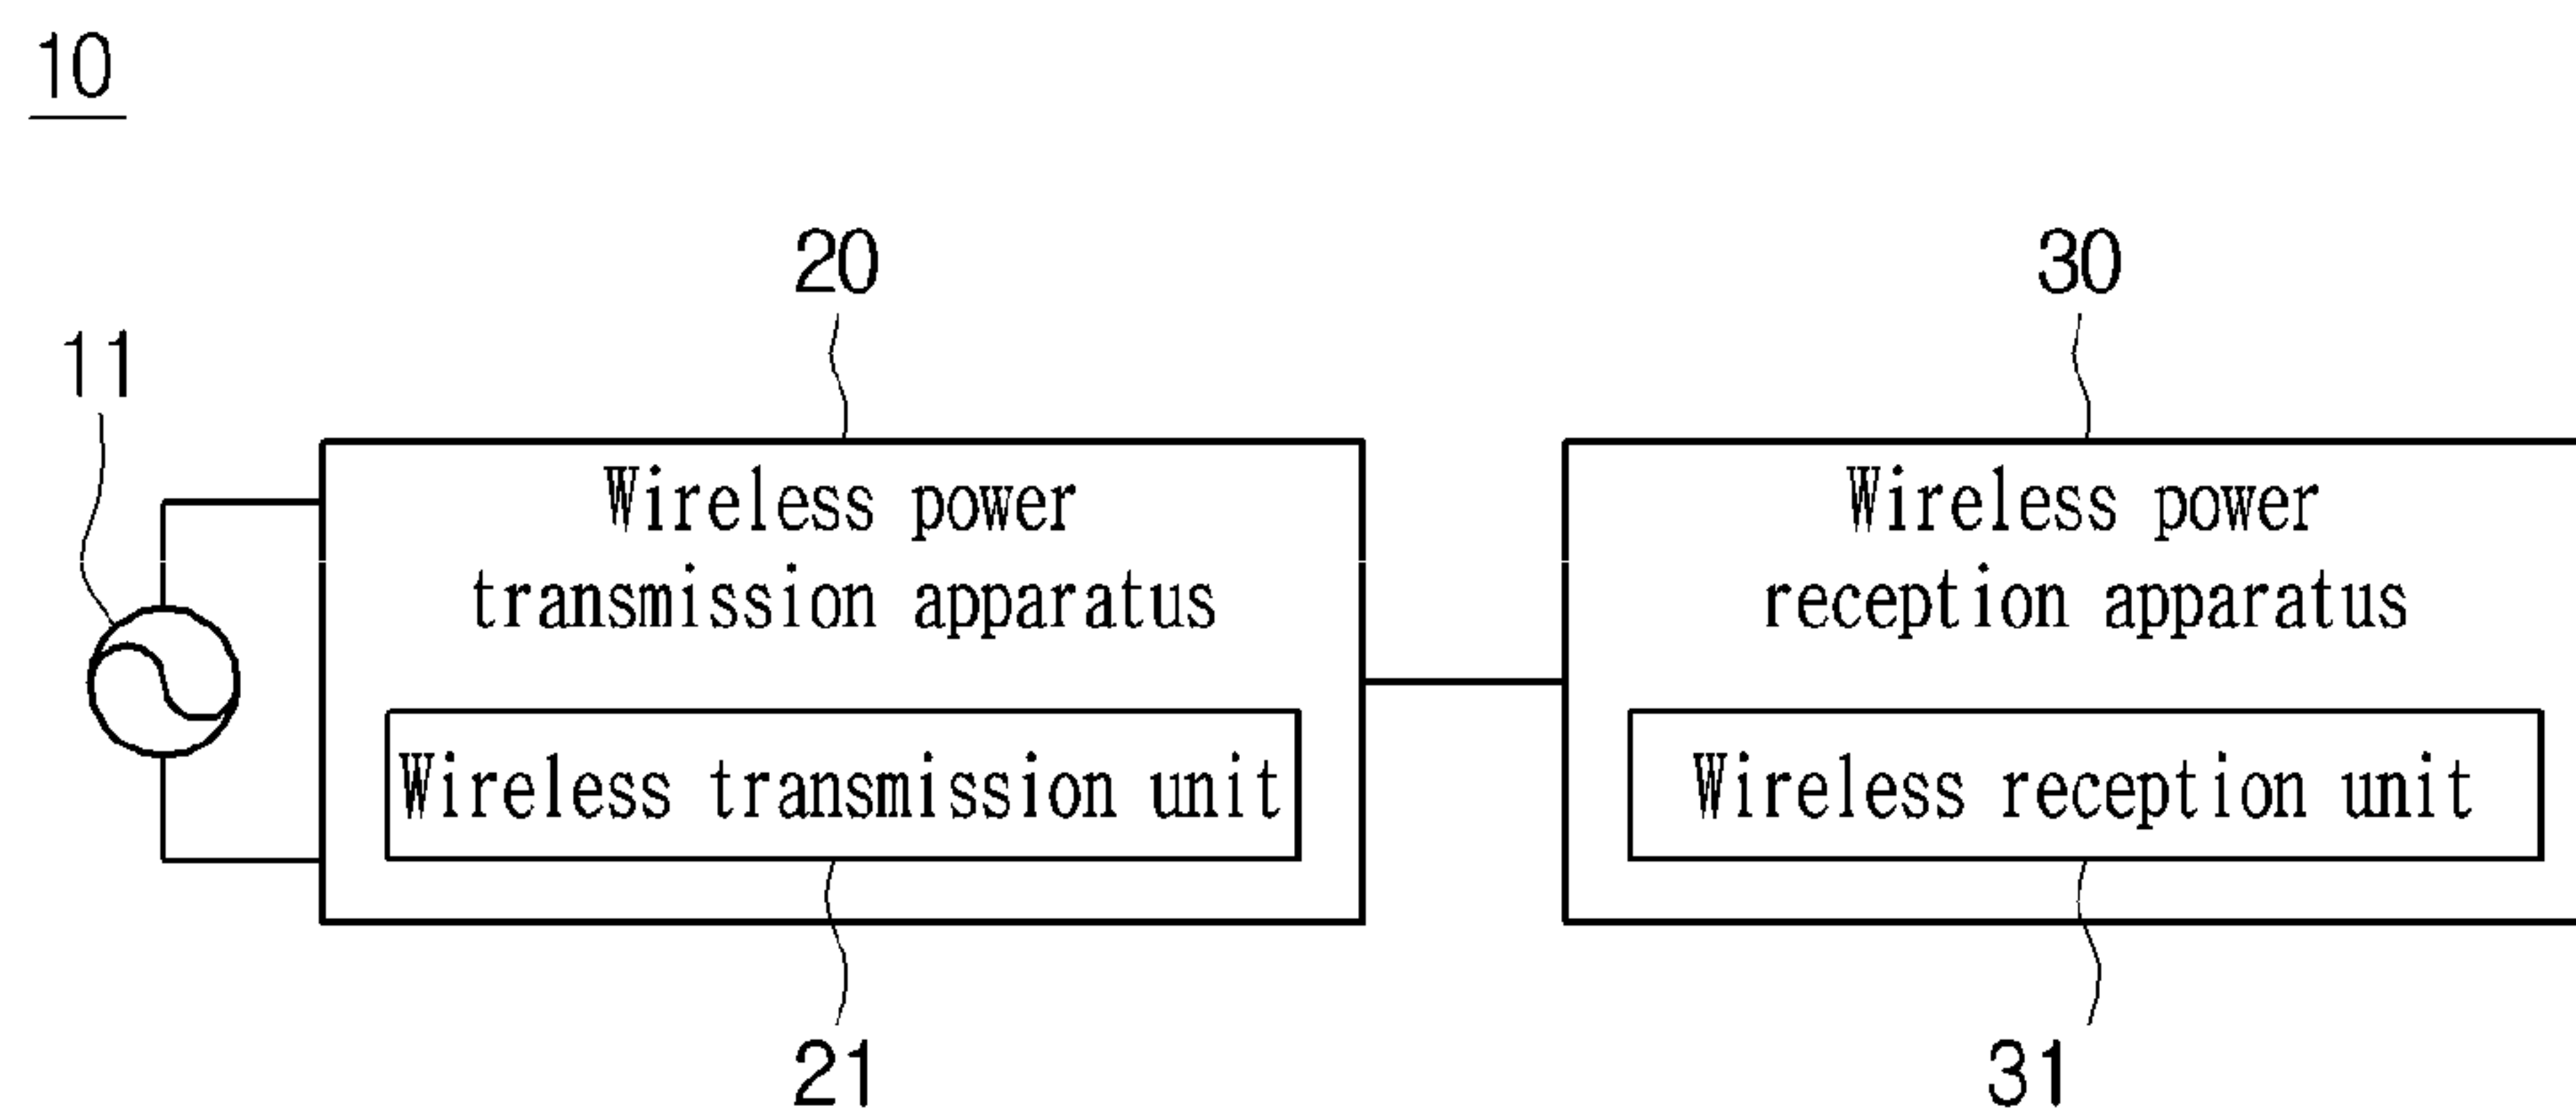 10
20
30
11
Wireless power
transmission apparatus
Wireless transmission unit
Wireless power
reception apparatus
Wireless reception unit
21
31